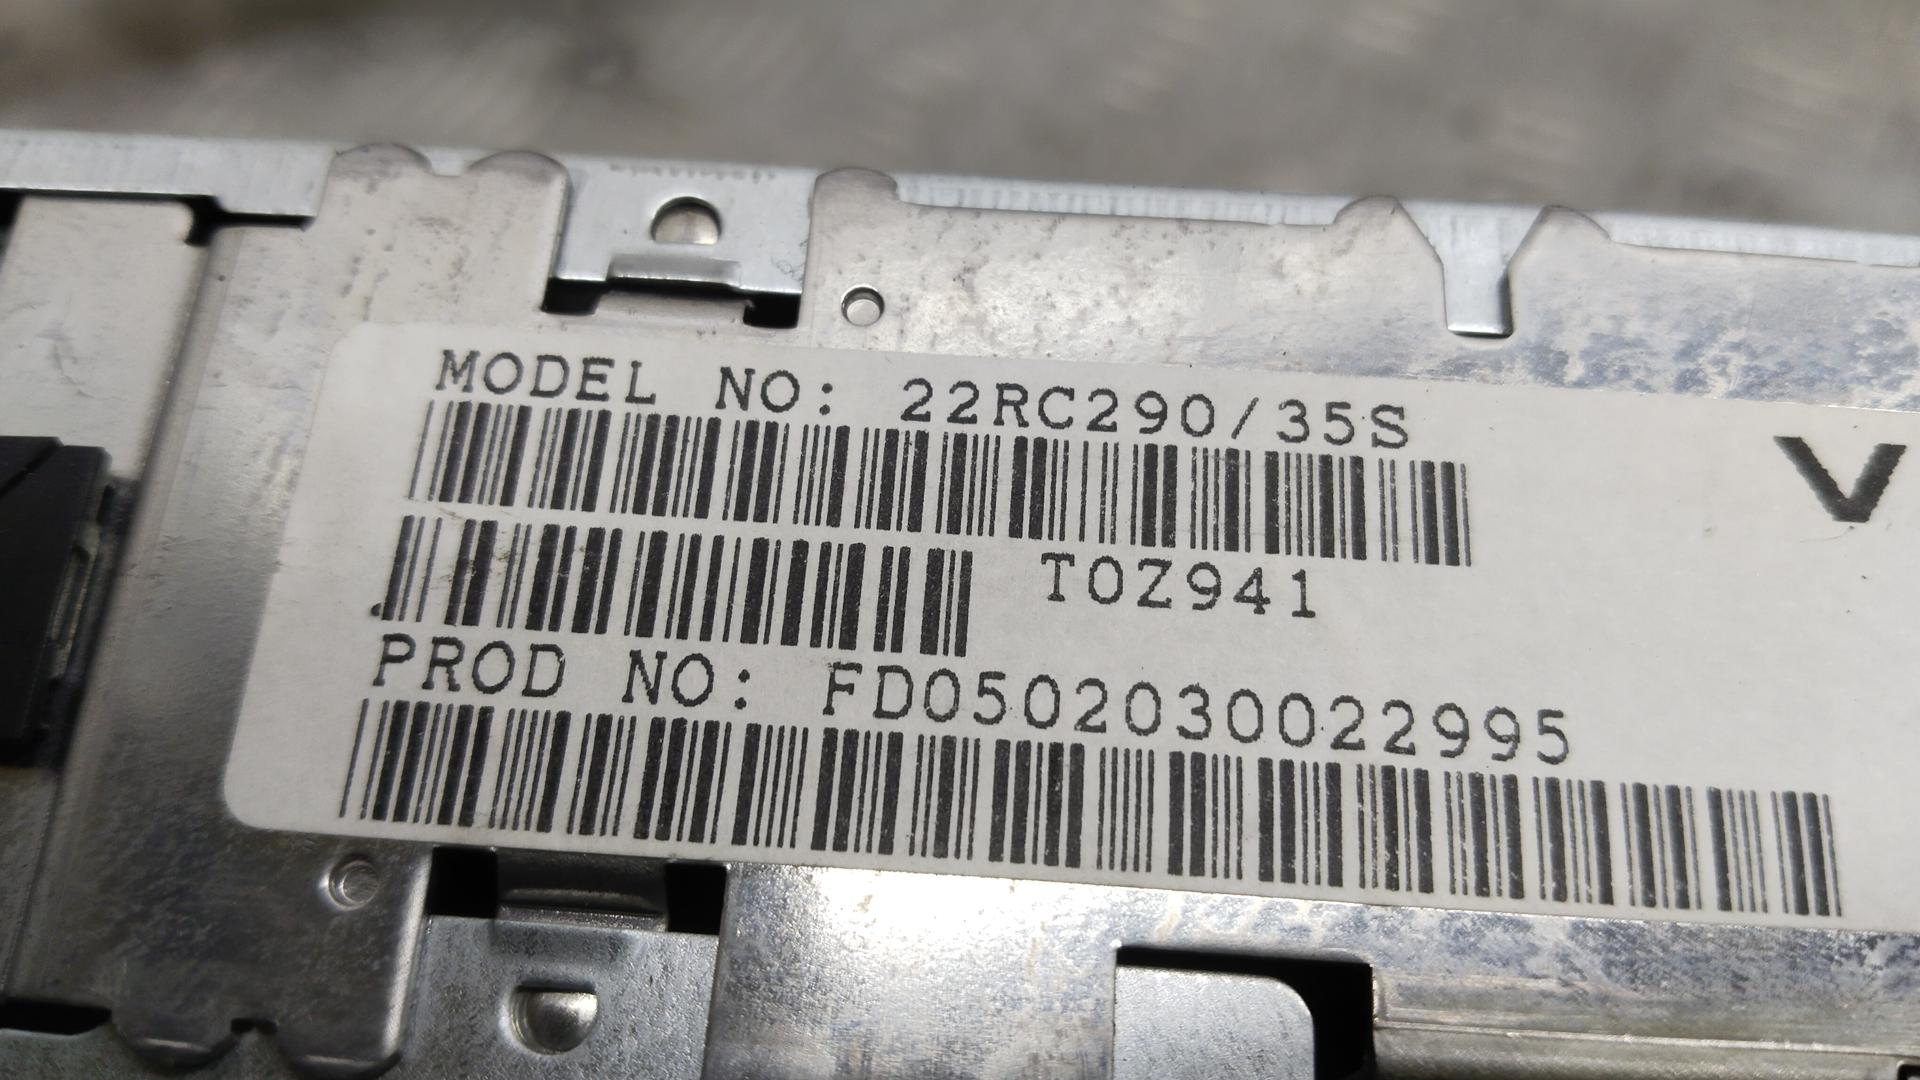 MODEL NO: 22RC290/35S
V
T0Z941
PROD NO: FD0502030022995